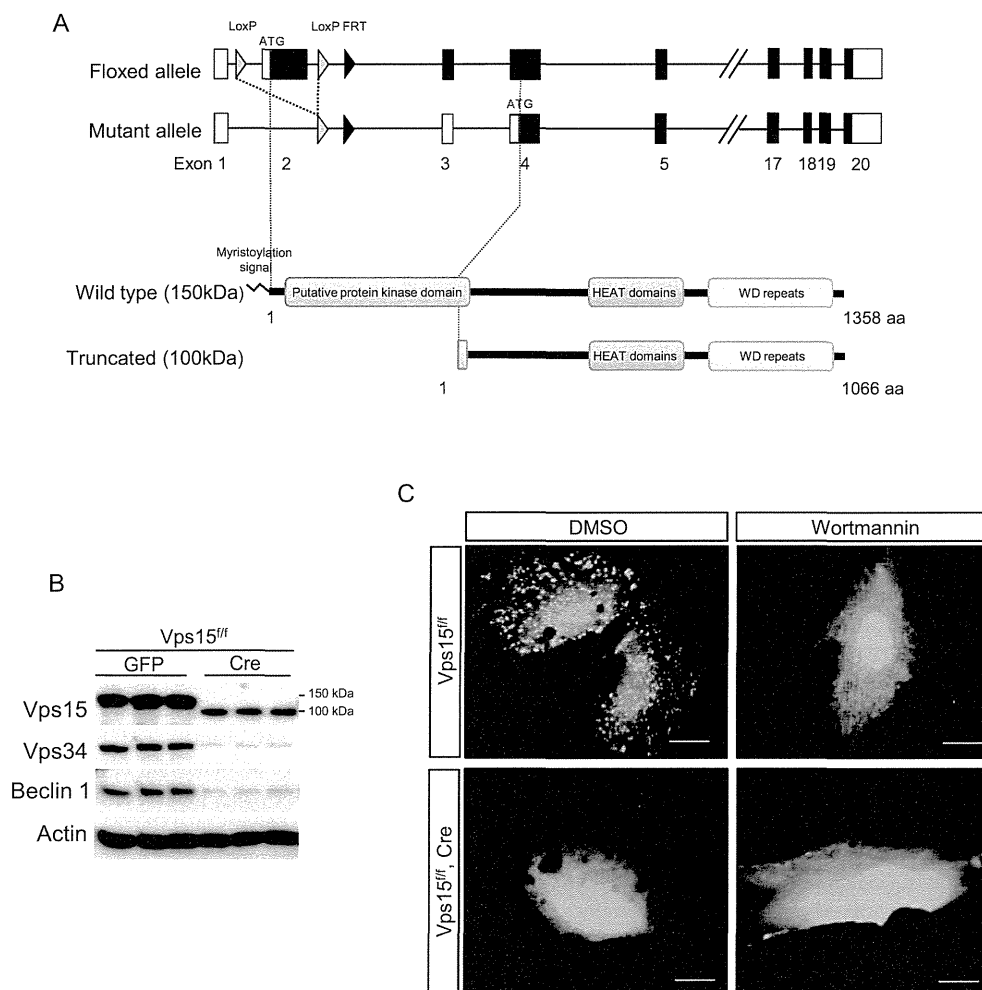 A
LoxP
ATG
LoxP FRT
Floxed allele
ATG
Mutant allele
Exon 1 2 3 4 5 17 18 19 20
Myristoylation
signal
Wild type (150kDa)
Putative protein kinase domain
HEAT domains
WD repeats
1
1358 aa
Truncated (100kDa)
HEAT domains
WD repeats
1
1066 aa
C
DMSO
Wortmannin
Vps15f/f
Vps15f/f, Cre
B
Vps15f/f
GFP
Cre
Vps15
150 kDa
100 kDa
Vps34
Beclin 1
Actin